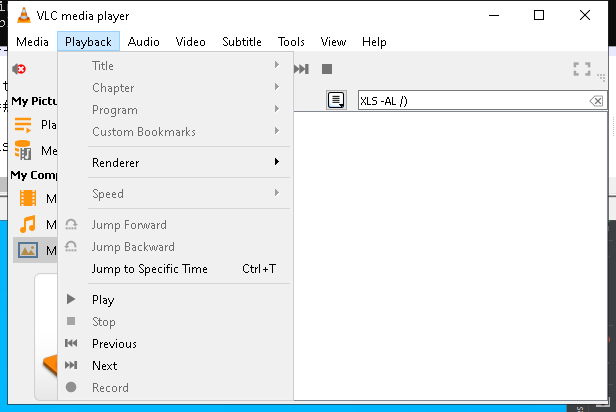 VLC media player
Media Playback Audio Video Subtitle Tools View Help
Title
Chapter
XLS -AL /)
Program
My Pictu
Custom Bookmarks
Pla
Renderer
Me
My Comp
Speed
M
Jump Forward
M
Jump Backward
M
Jump to Specific Time Ctrl+T
Play
Stop
Previous
Next
Record